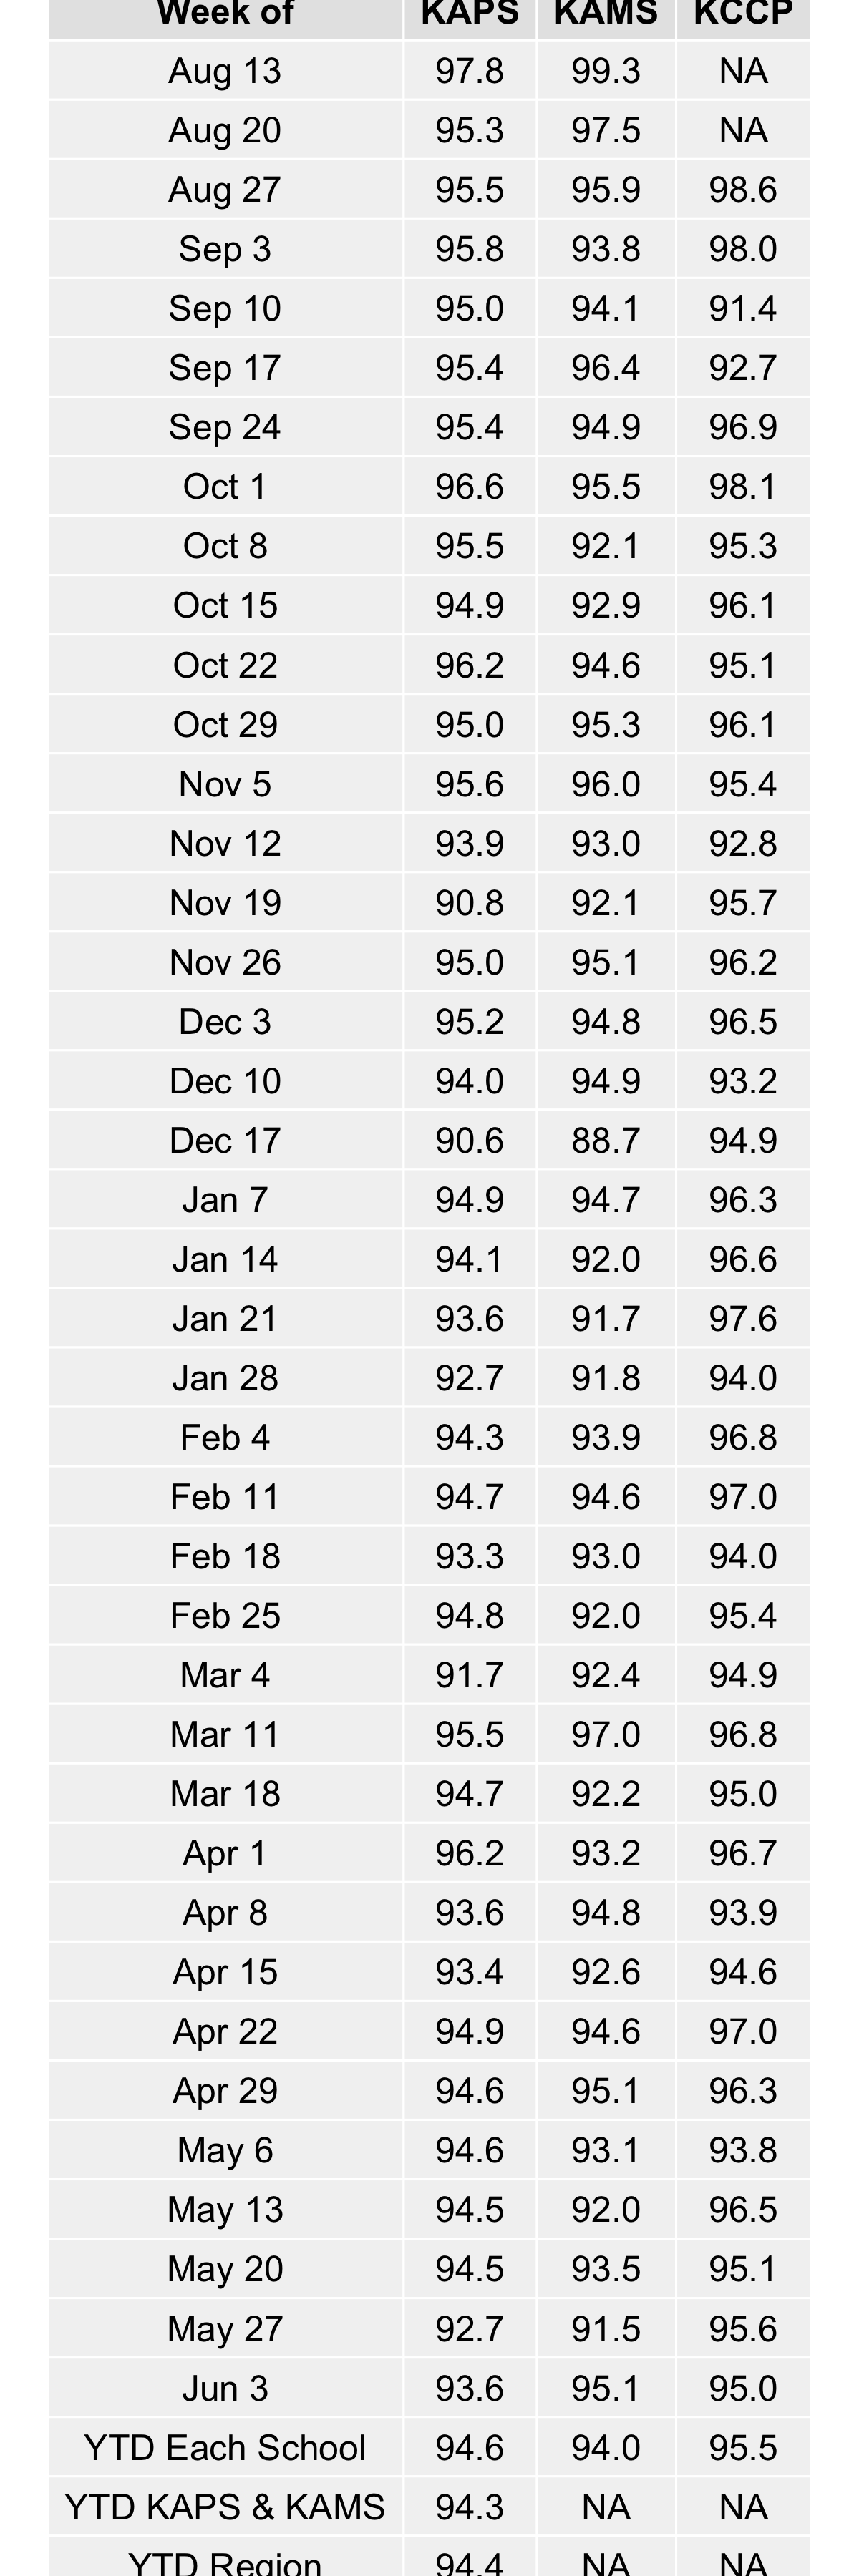 Week of KAPS KAMS KCCP
Aug 13 97.8 99.3 NA
Aug 20 95.3 97.5 NA
Aug 27 95.5 95.9 98.6
Sep 3 95.8 93.8 98.0
Sep 10 95.0 94.1 91.4
Sep 17 95.4 96.4 92.7
Sep 24 95.4 94.9 96.9
Oct 1 96.6 95.5 98.1
Oct 8 95.5 92.1 95.3
Oct 15 94.9 92.9 96.1
Oct 22 96.2 94.6 95.1
Oct 29 95.0 95.3 96.1
Nov 5 95.6 96.0 95.4
Nov 12 93.9 93.0 92.8
Nov 19 90.8 92.1 95.7
Nov 26 95.0 95.1 96.2
Dec 3 95.2 94.8 96.5
Dec 10 94.0 94.9 93.2
Dec 17 90.6 88.7 94.9
Jan 7 94.9 94.7 96.3
Jan 14 94.1 92.0 96.6
Jan 21 93.6 91.7 97.6
Jan 28 92.7 91.8 94.0
Feb 4 94.3 93.9 96.8
Feb 11 94.7 94.6 97.0
Feb 18 93.3 93.0 94.0
Feb 25 94.8 92.0 95.4
Mar 4 91.7 92.4 94.9
Mar 11 95.5 97.0 96.8
Mar 18 94.7 92.2 95.0
Apr 1 96.2 93.2 96.7
Apr 8 93.6 94.8 93.9
Apr 15 93.4 92.6 94.6
Apr 22 94.9 94.6 97.0
Apr 29 94.6 95.1 96.3
May 6 94.6 93.1 93.8
May 13 94.5 92.0 96.5
May 20 94.5 93.5 95.1
May 27 92.7 91.5 95.6
Jun 3 93.6 95.1 95.0
YTD Each School 94.6 94.0 95.5
YTD KAPS & KAMS 94.3 NA NA
YTD Region 94.4 NA NA